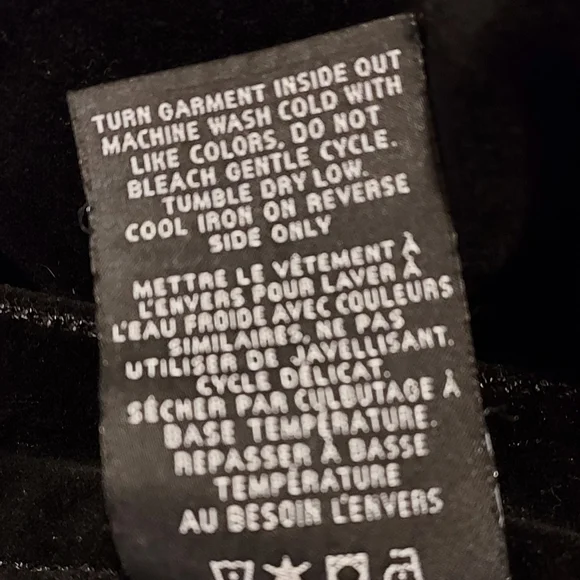 TURN GARMENT INSIDE OUT
MACHINE WASH COLD WITH
LIKE COLORS. DO NOT
BLEACH GENTLE CYCLE.
TUMBLE DRY LOW.
COOL IRON ON REVERSE
SIDE ONLY
METTRE LE VÊTEMENT À
L'ENVERS POUR LAVER À
L'EAU FROIDE AVEC COULEURS
SIMILAIRES, NE PAS
UTILISER DE JAVELLISANT.
CYCLE DÉLICAT.
SÉCHER PAR CULBUTAGE À
BASE TEMPÉRATURE.
REPASSER À BASSE
TEMPÉRATURE
AU BESOIN L'ENVERS